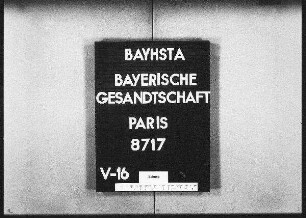 BAYHSTA
BAYERISCHE
GESANDTSCHAFT
PARIS
8717
V-16